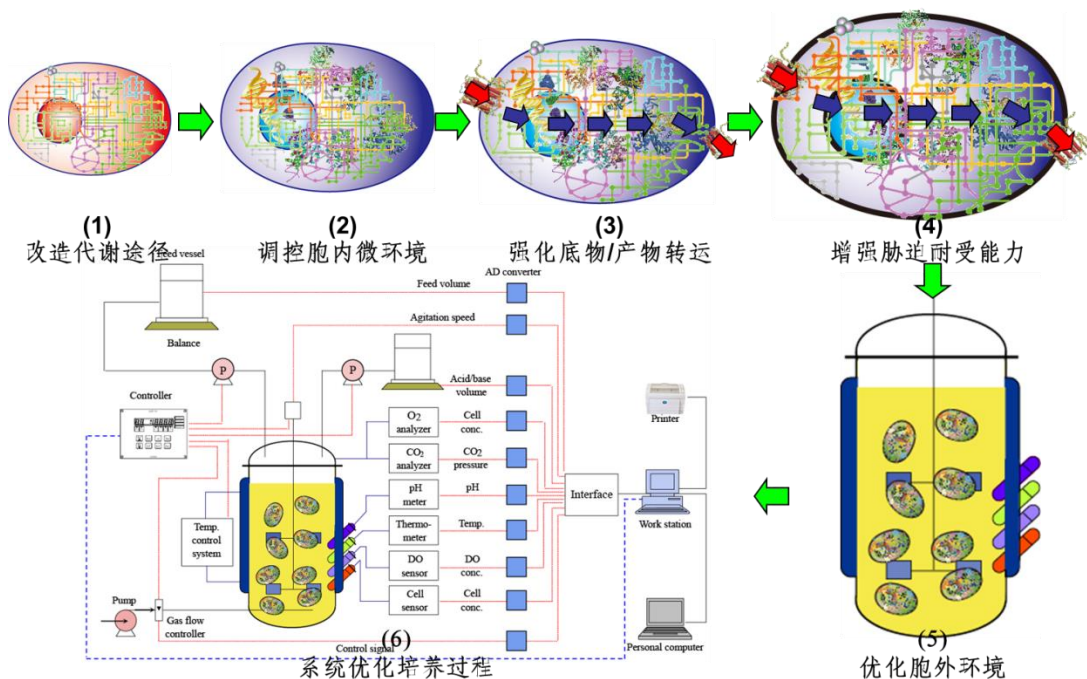 (1)
改造代谢途径
(2)
调控胞内微环境
(3)
强化底物/产物转运
(4)
增强胁迫耐受能力
Feed vessel
Balance
Feed volume
AD converter
Agitation speed
P
P
Acid/base
volume
Controller
O2
analyzer
Cell
conc.
CO2
analyzer
CO2
pressure
pH
meter
pH
Thermo-
meter
Temp.
DO
sensor
DO
conc.
Cell
sensor
Cell
conc.
Temp.
control
system
Pump
Gas flow
controller
Control signal
Interface
Printer
Work station
Personal computer
(5)
优化胞外环境
(6)
系统优化培养过程